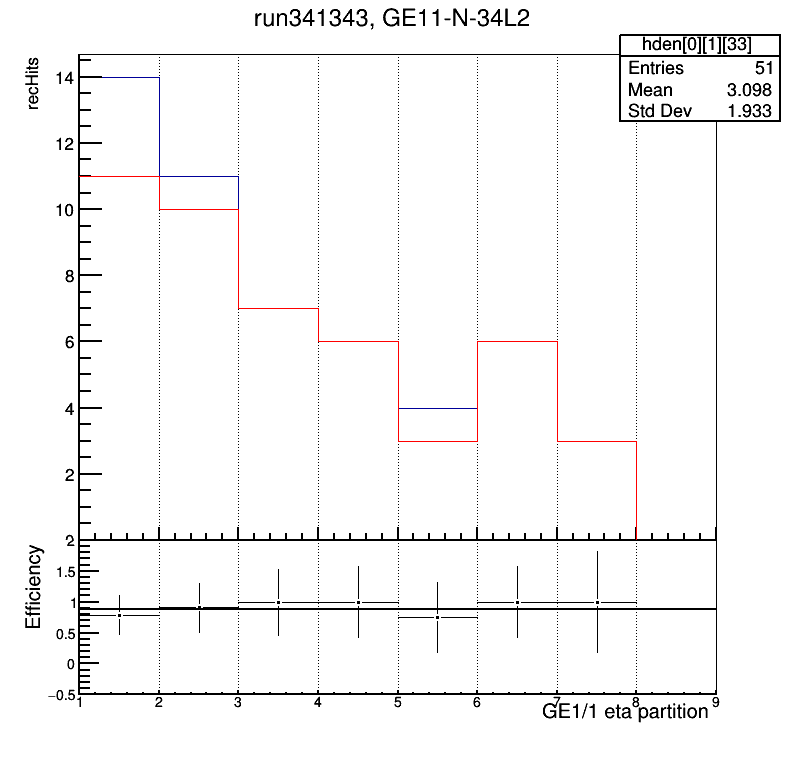 run341343, GE11-N-34L2
hden[0][1][33]
Entries 51
Mean 3.098
Std Dev 1.933
recHits
14
12
10
8
6
4
2
2
1.5
1
0.5
0
−0.5
Efficiency
1 2 3 4 5 6 7 8 9
GE1/1 eta partition